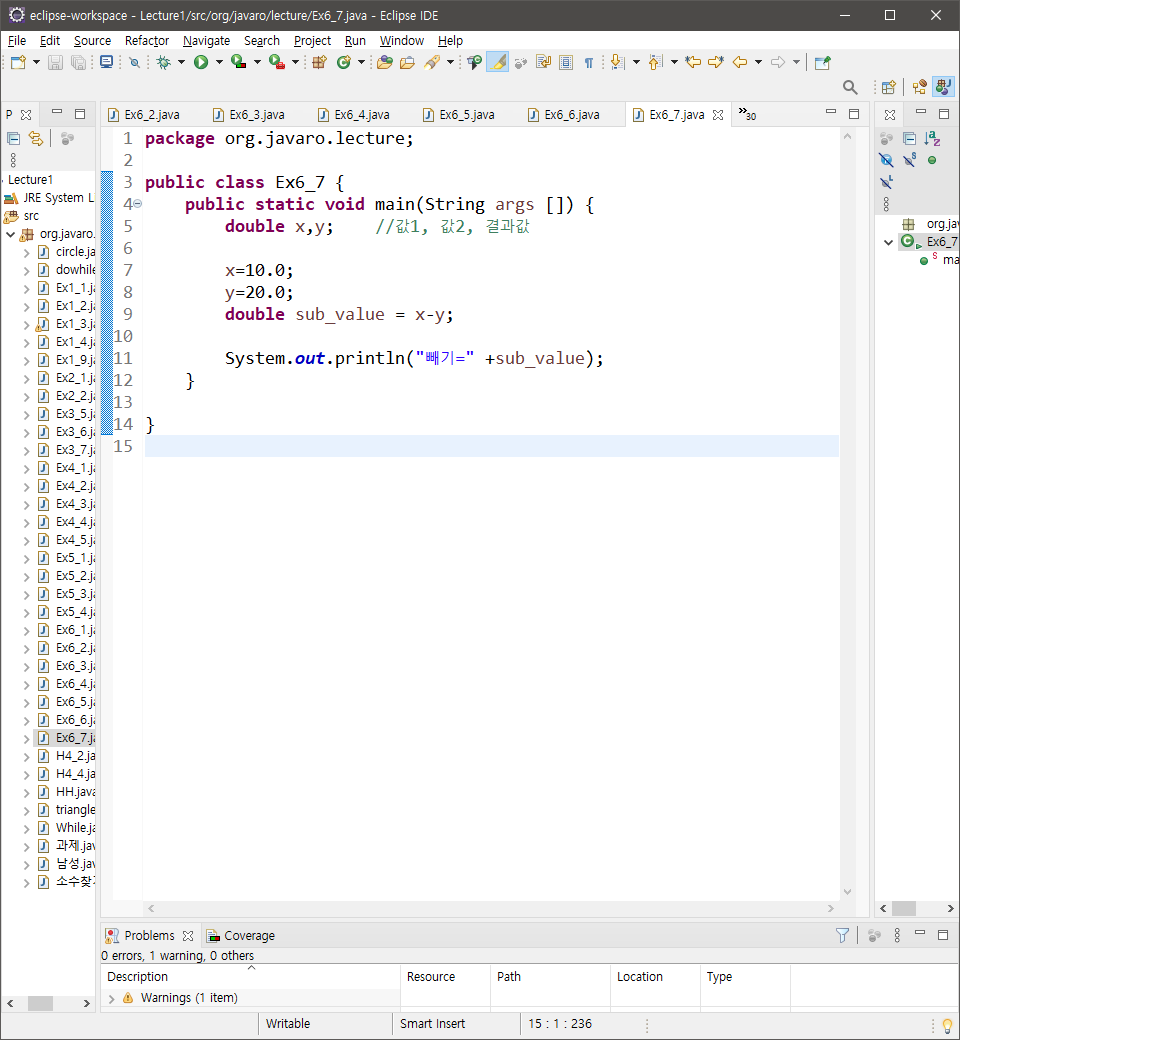 eclipse-workspace - Lecture1/src/org/javaro/lecture/Ex6_7.java - Eclipse IDE
File Edit Source Refactor Navigate Search Project Run Window Help
P
Ex6_2.java Ex6_3.java Ex6_4.java Ex6_5.java Ex6_6.java Ex6_7.java »30
Lecture1
JRE System L
src
org.javaro.
circle.ja
dowhile
Ex1_1.ja
Ex1_2.ja
Ex1_3.ja
Ex1_4.ja
Ex1_9.ja
Ex2_1.ja
Ex2_2.ja
Ex3_5.ja
Ex3_6.ja
Ex3_7.ja
Ex4_1.ja
Ex4_2.ja
Ex4_3.ja
Ex4_4.ja
Ex4_5.ja
Ex5_1.ja
Ex5_2.ja
Ex5_3.ja
Ex5_4.ja
Ex6_1.ja
Ex6_2.ja
Ex6_3.ja
Ex6_4.ja
Ex6_5.ja
Ex6_6.ja
Ex6_7.ja
H4_2.ja
H4_4.ja
HH.java
triangle
While.ja
과제.jav
남성.jav
소수찾
1 package org.javaro.lecture;
2
3 public class Ex6_7 {
4 public static void main(String args []) {
5 double x,y; //값1, 값2, 결과값
6
7 x=10.0;
8 y=20.0;
9 double sub_value = x-y;
10
11 System.out.println("빼기=" +sub_value);
12 }
13
14 }
15
org.jav
Ex6_7
ma
Problems Coverage
0 errors, 1 warning, 0 others
Description Resource Path Location Type
Warnings (1 item)
Writable Smart Insert 15 : 1 : 236